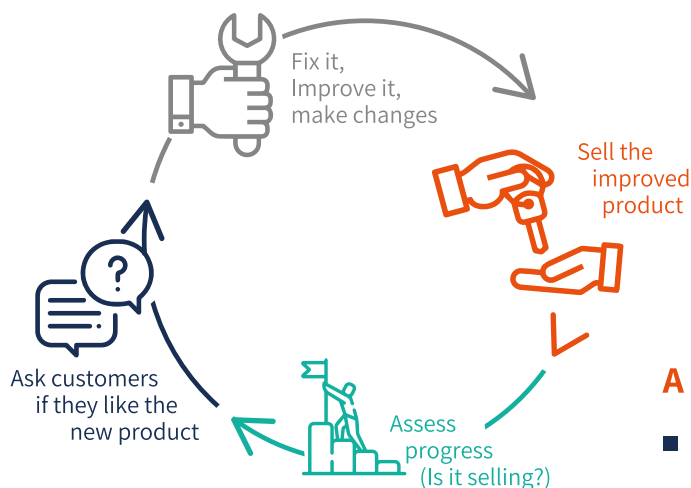 Fix it,
Improve it,
make changes
Sell the
improved
product
A
Ask customers
if they like the
new product
Assess
progress
(Is it selling?)
?